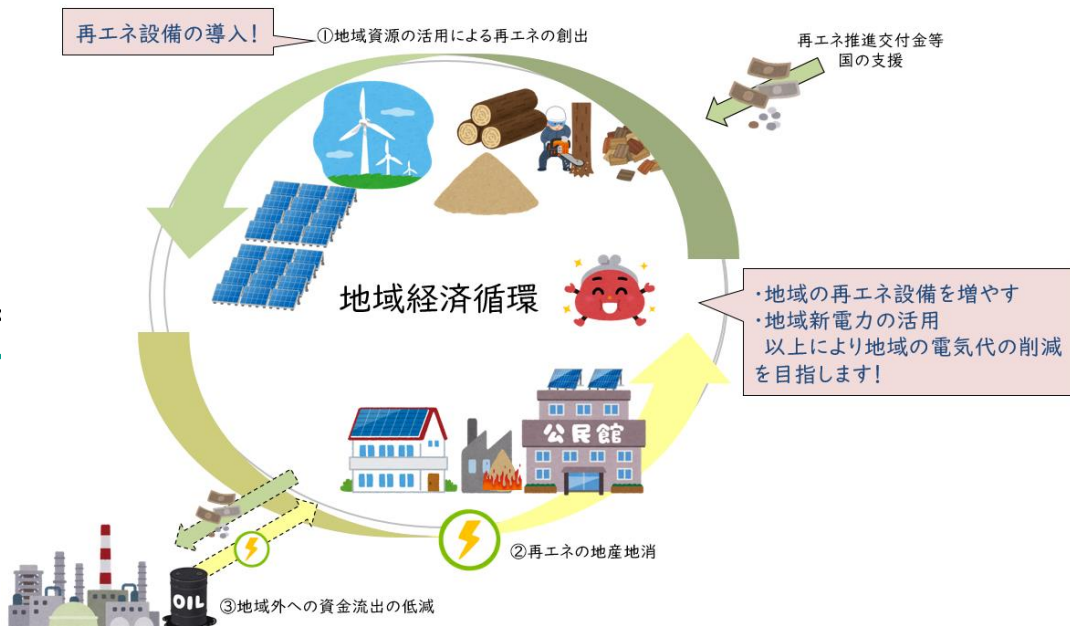 再エネ設備の導入!
①地域資源の活用による再エネの創出
再エネ推進交付金等
国の支援
地域経済循環
・地域の再エネ設備を増やす
・地域新電力の活用
以上により地域の電気代の削減
を目指します!
公民館
②再エネの地産地消
OIL
③地域外への資金流出の低減